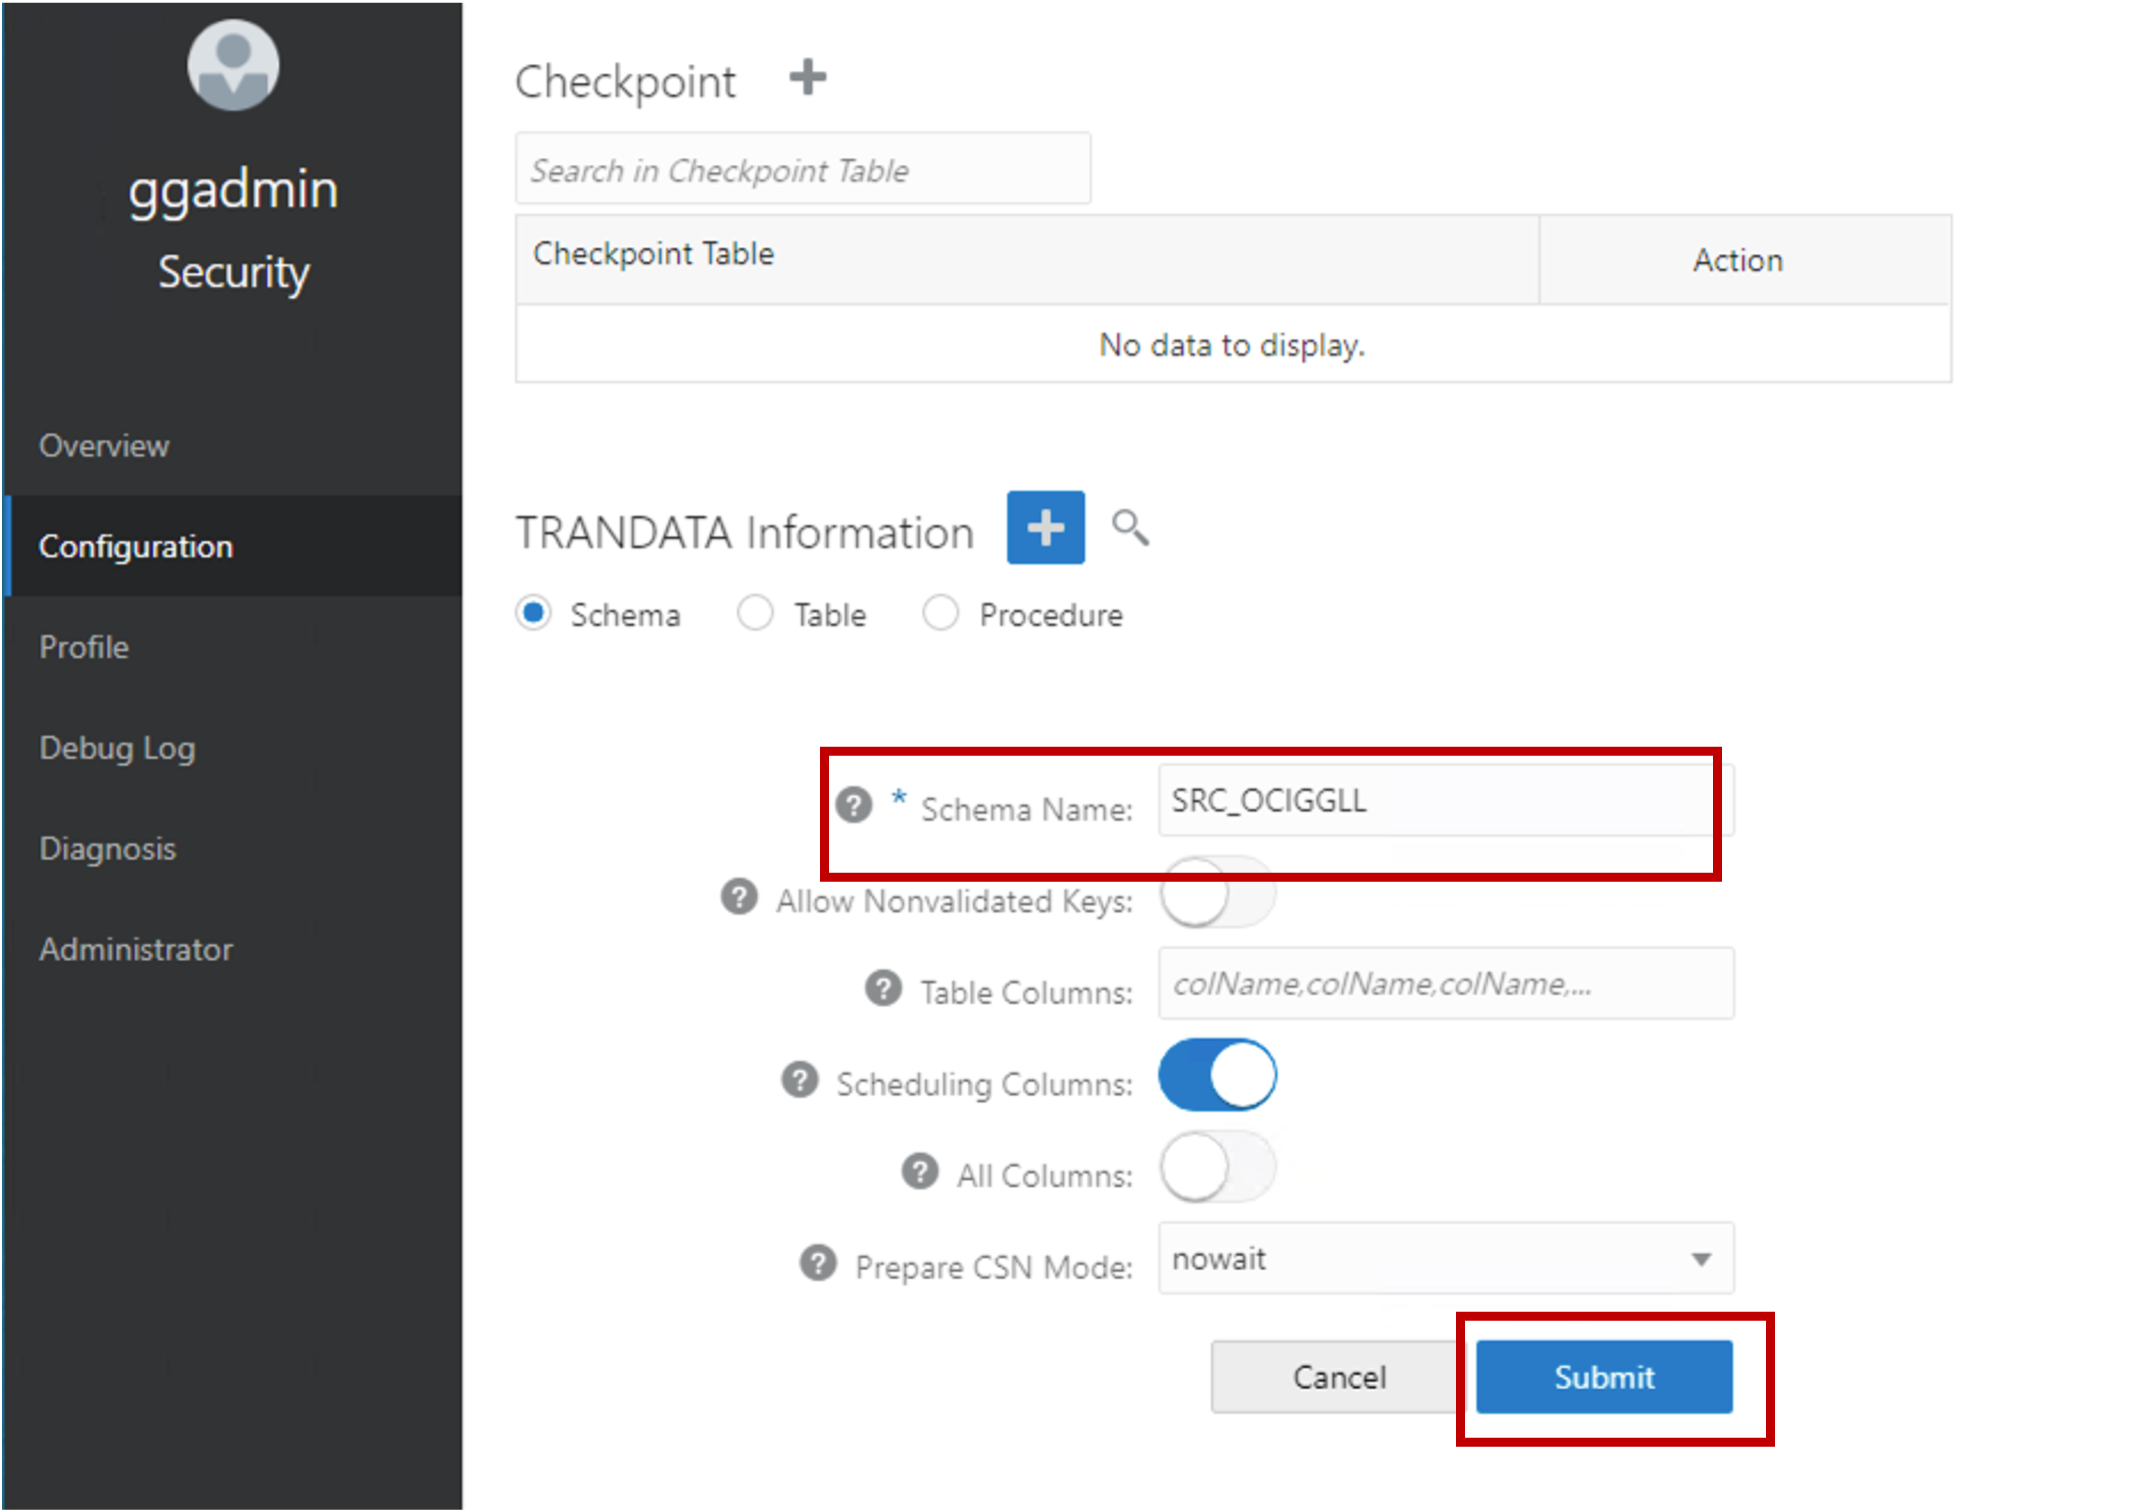 ggadmin
Security
Overview
Configuration
Profile
Debug Log
Diagnosis
Administrator
Checkpoint
Search in Checkpoint Table
Checkpoint Table
Action
No data to display.
TRANDATA Information
Schema Table Procedure
* Schema Name: SRC_OCIGGLL
Allow Nonvalidated Keys:
Table Columns: colName,colName,colName,...
Scheduling Columns:
All Columns:
Prepare CSN Mode: nowait
Cancel Submit